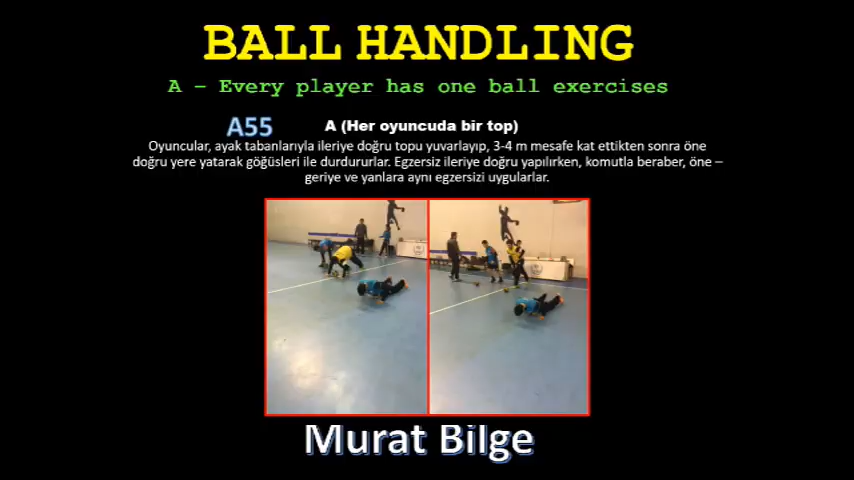 BALL HANDLING
A – Every player has one ball exercises
A55
A (Her oyuncuda bir top)
Oyuncular, ayak tabanlarıyla ileriye doğru topu yuvarlayıp, 3-4 m mesafe kat ettikten sonra öne
doğru yere yatarak göğüsleri ile durdururlar. Egzersiz ileriye doğru yapılırken, komutla beraber, öne –
geriye ve yanlara aynı egzersizi uygularlar.
Murat Bilge